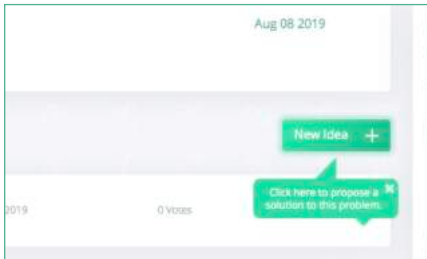 Aug 08 2019
New Idea +
Click here to propose a
solution to this problem.
2019
0 Votes